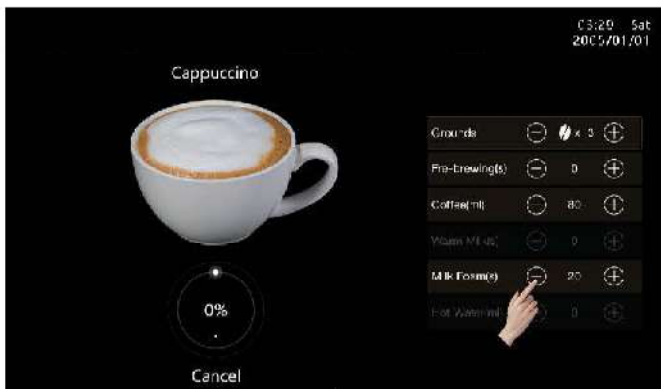 03:29 Sat
2005/01/01
Cappuccino
Grounds x 3
Pre-brewing(s) 0
Coffee(ml) 80
Warm Milk(s) 0
Milk Foam(s) 20
Hot Water(ml) 0
0%
Cancel